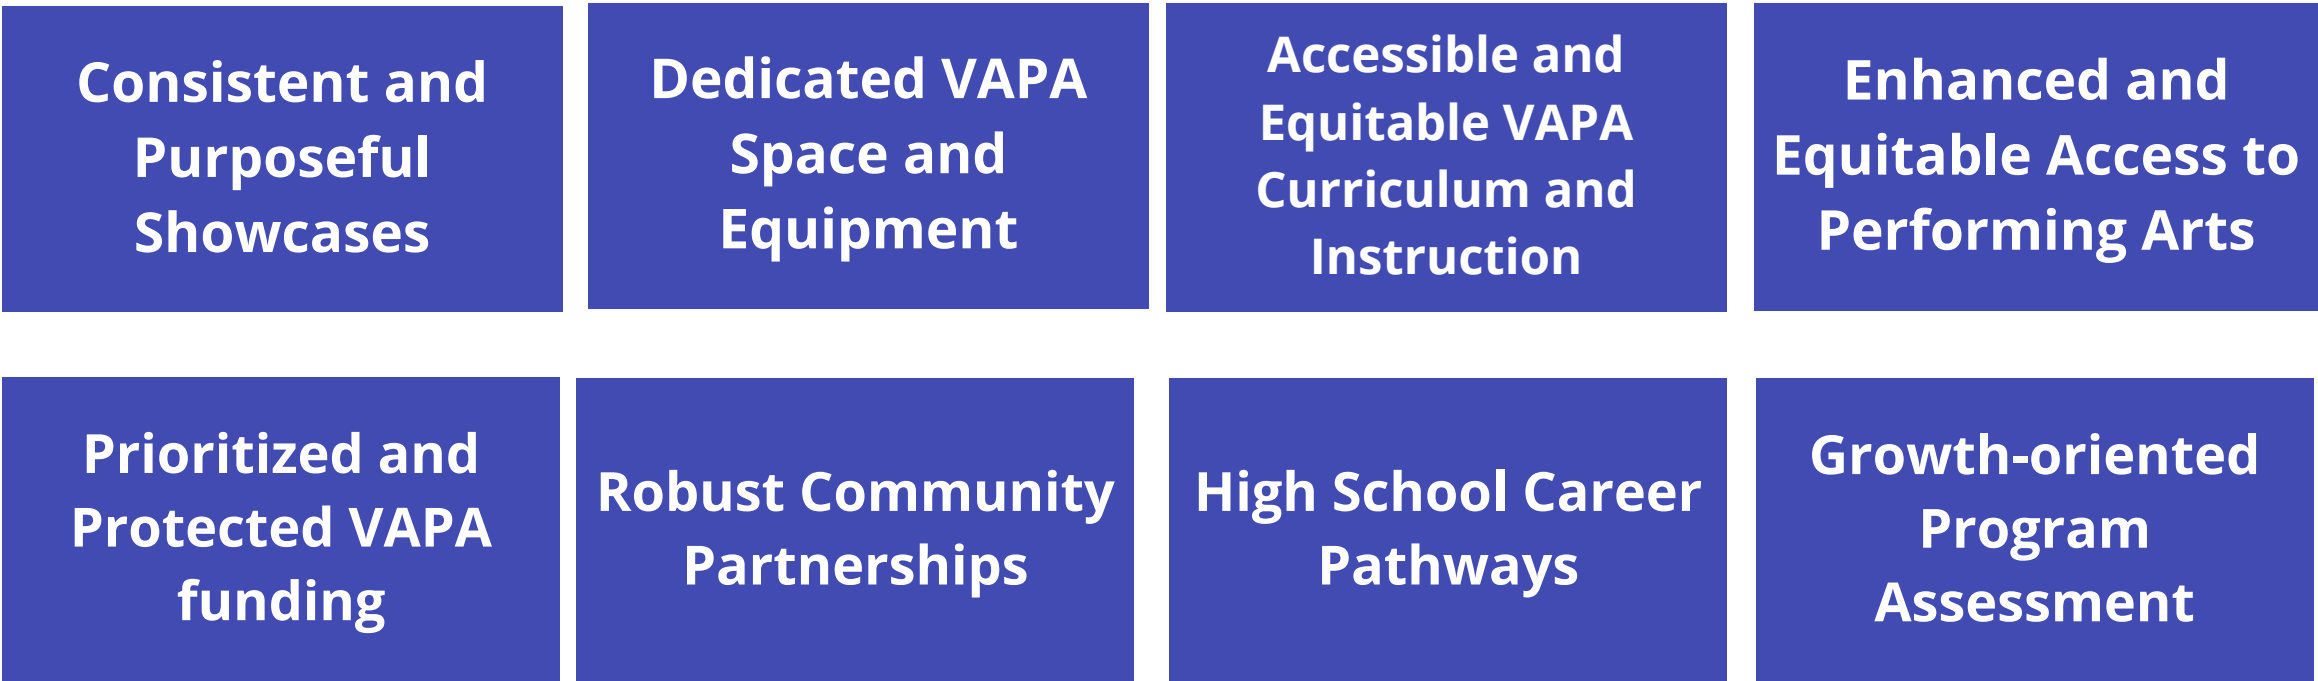 Consistent and
Purposeful
Showcases
Dedicated VAPA
Space and
Equipment
Accessible and
Equitable VAPA
Curriculum and
Instruction
Enhanced and
Equitable Access to
Performing Arts
Prioritized and
Protected VAPA
funding
Robust Community
Partnerships
High School Career
Pathways
Growth-oriented
Program
Assessment